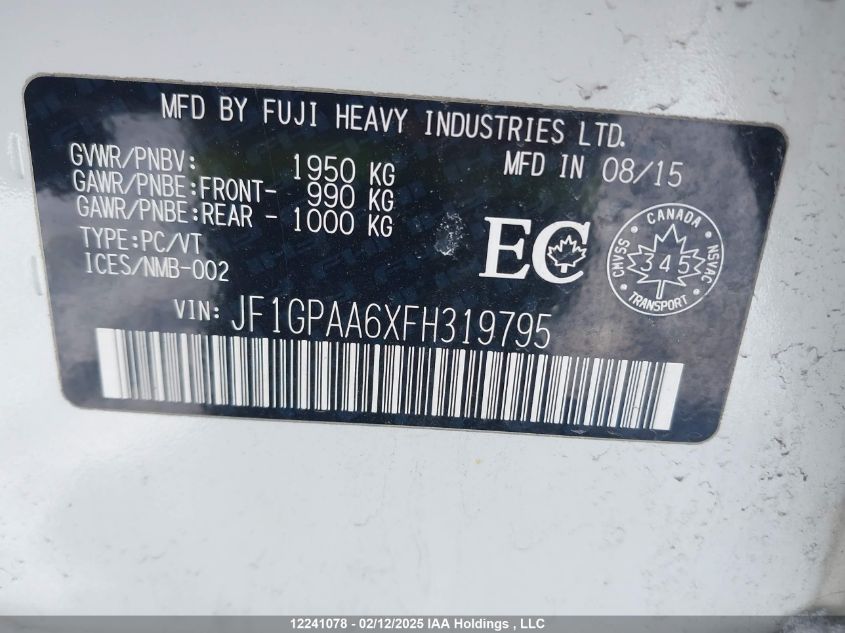 MFD BY FUJI HEAVY INDUSTRIES LTD.
GVWR/PNBV: 1950 KG MFD IN 08/15
GAWR/PNBE:FRONT- 990 KG
GAWR/PNBE:REAR - 1000 KG
TYPE:PC/VT
ICES/NMB-002
EC
CANADA
CMVSS 345 NSVAC
TRANSPORT
VIN: JF1GPAA6XFH319795
12241078 - 02/12/2025 IAA Holdings , LLC